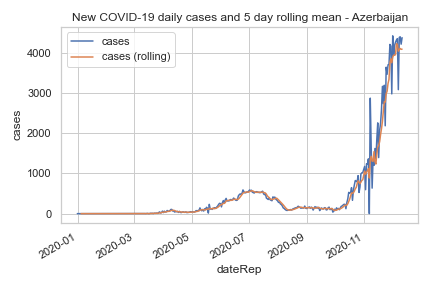 New COVID-19 daily cases and 5 day rolling mean - Azerbaijan
cases
cases (rolling)
4000
3000
2000
1000
0
cases
2020-01
2020-03
2020-05
2020-07
2020-09
2020-11
dateRep